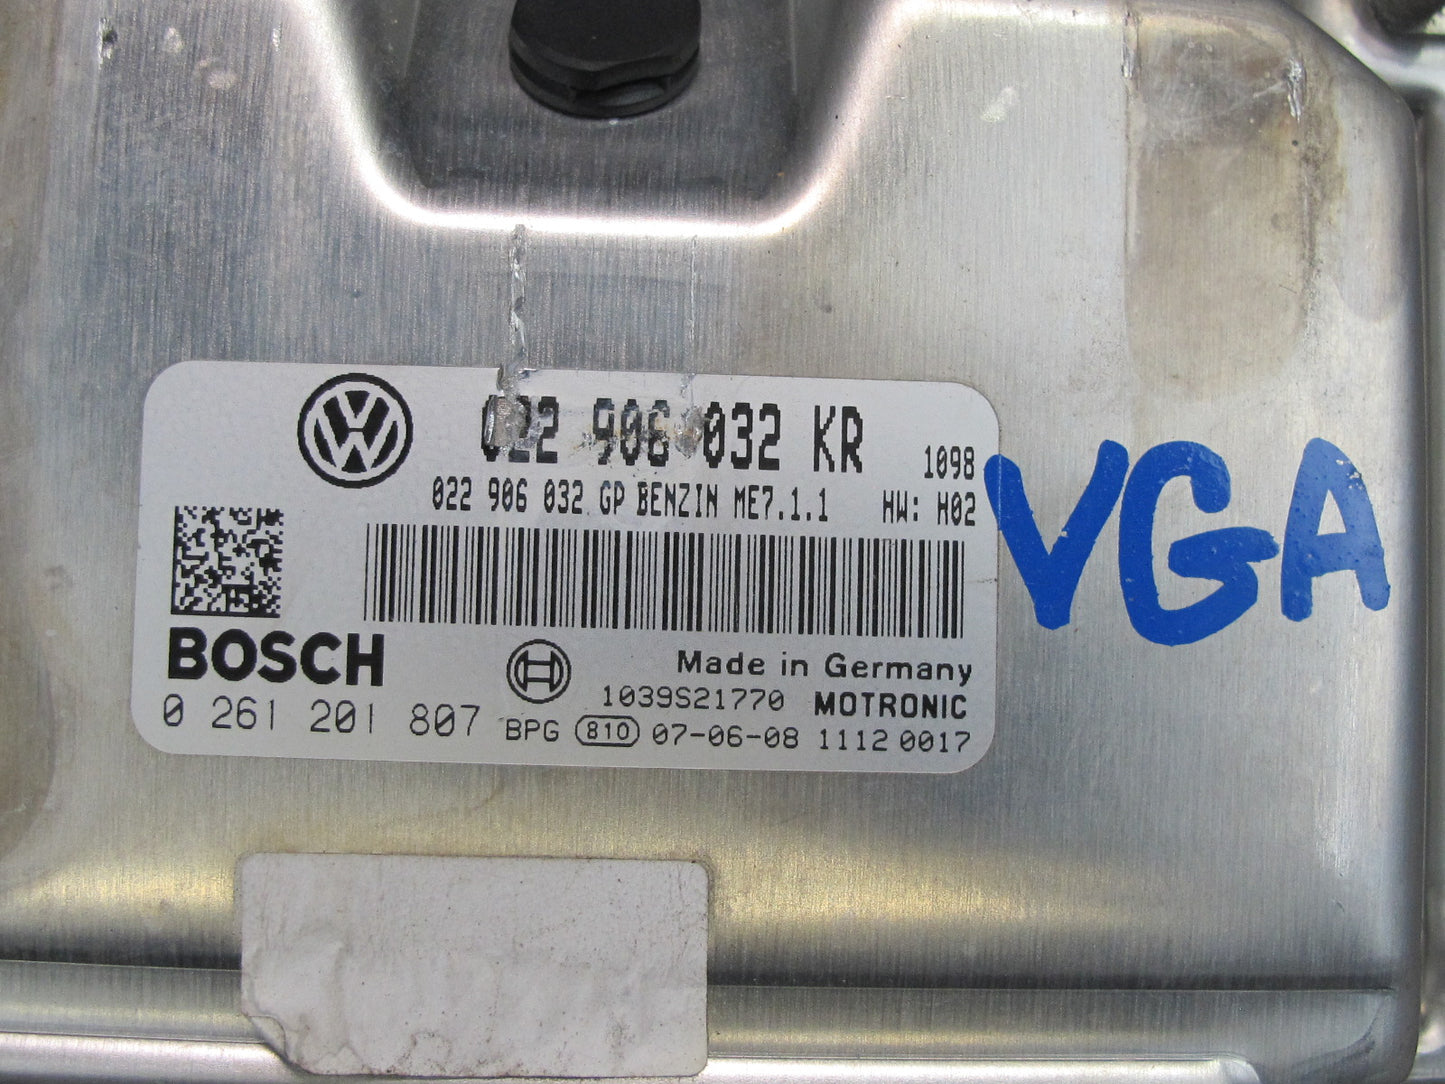 022 906 032 KR 1098
022 906 032 GP BENZIN ME7.1.1 HW: H02
VGA
BOSCH
Made in Germany
1039S21770 MOTRONIC
0 261 201 807 BPG 810 07-06-08 1112 0017